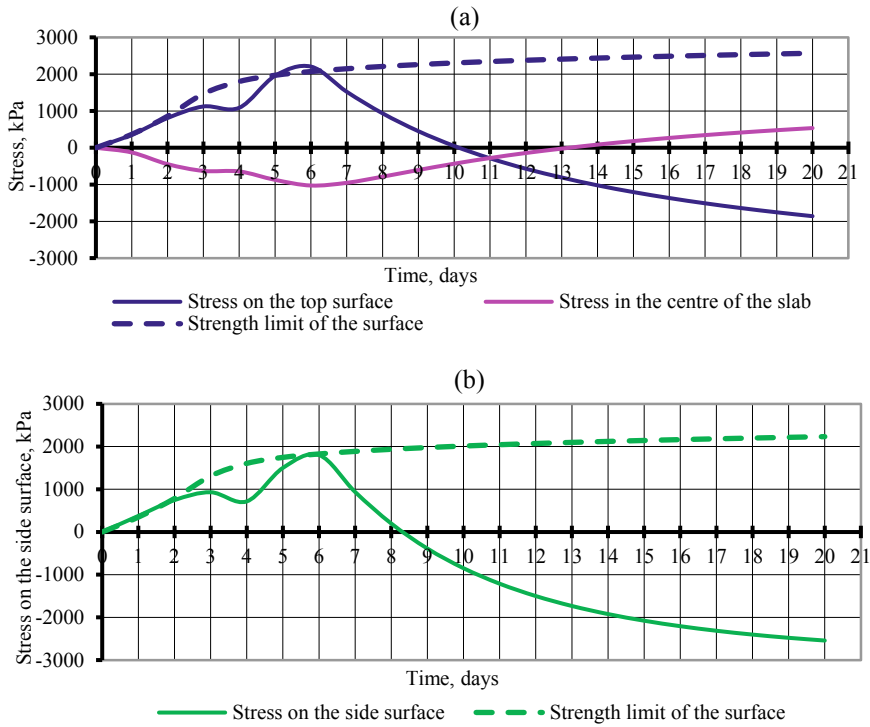 (a)
3000
2000
1000
0
-1000
-2000
-3000
Stress, kPa
0 1 2 3 4 5 6 7 8 9 10 11 12 13 14 15 16 17 18 19 20 21
Time, days
Stress on the top surface
Stress in the centre of the slab
Strength limit of the surface
(b)
3000
2000
1000
0
-1000
-2000
-3000
Stress on the side surface, kPa
0 1 2 3 4 5 6 7 8 9 10 11 12 13 14 15 16 17 18 19 20 21
Time, days
Stress on the side surface
Strength limit of the surface